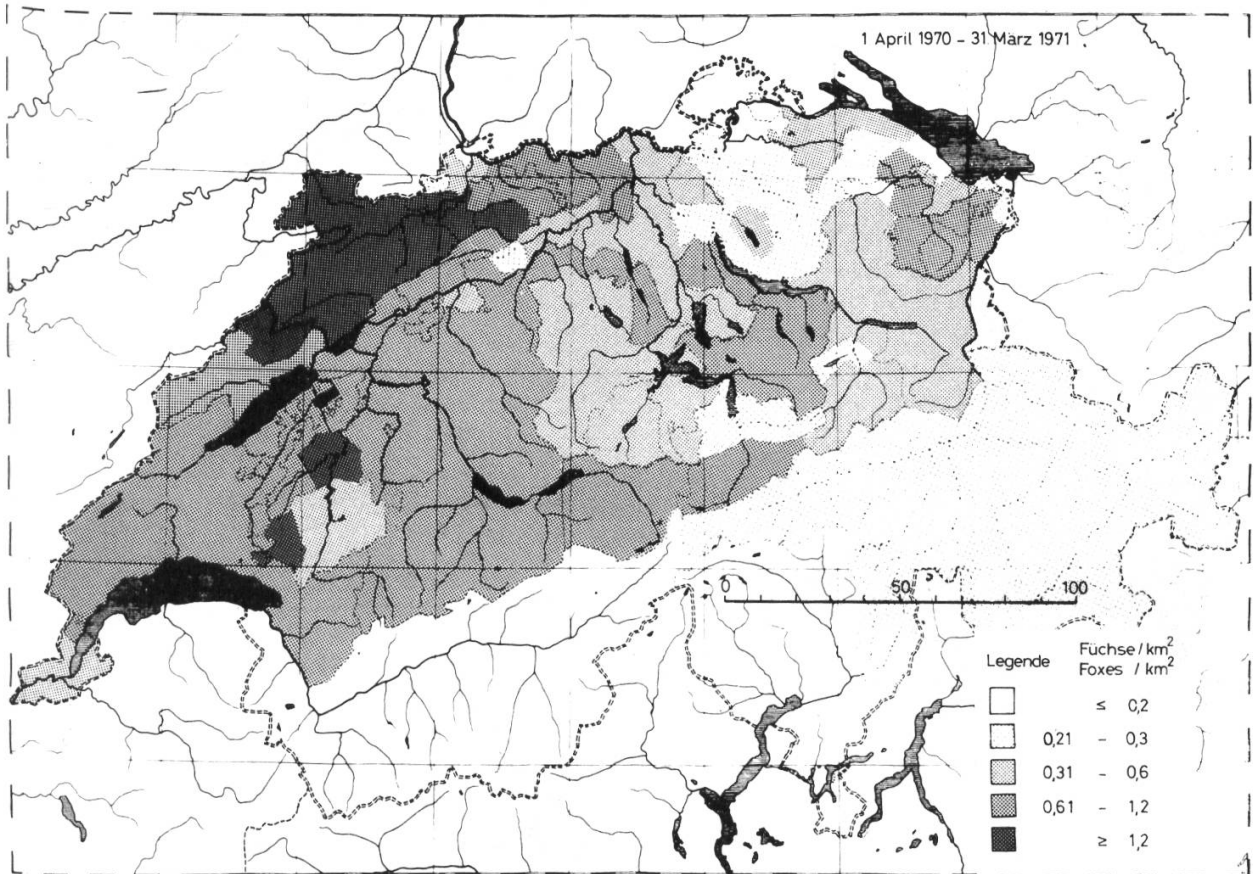 1 April 1970 – 31 März 1971
0 50 100
Legende Füchse / km²
Foxes / km²
≤ 0,2
0,21 – 0,3
0,31 – 0,6
0,61 – 1,2
≥ 1,2